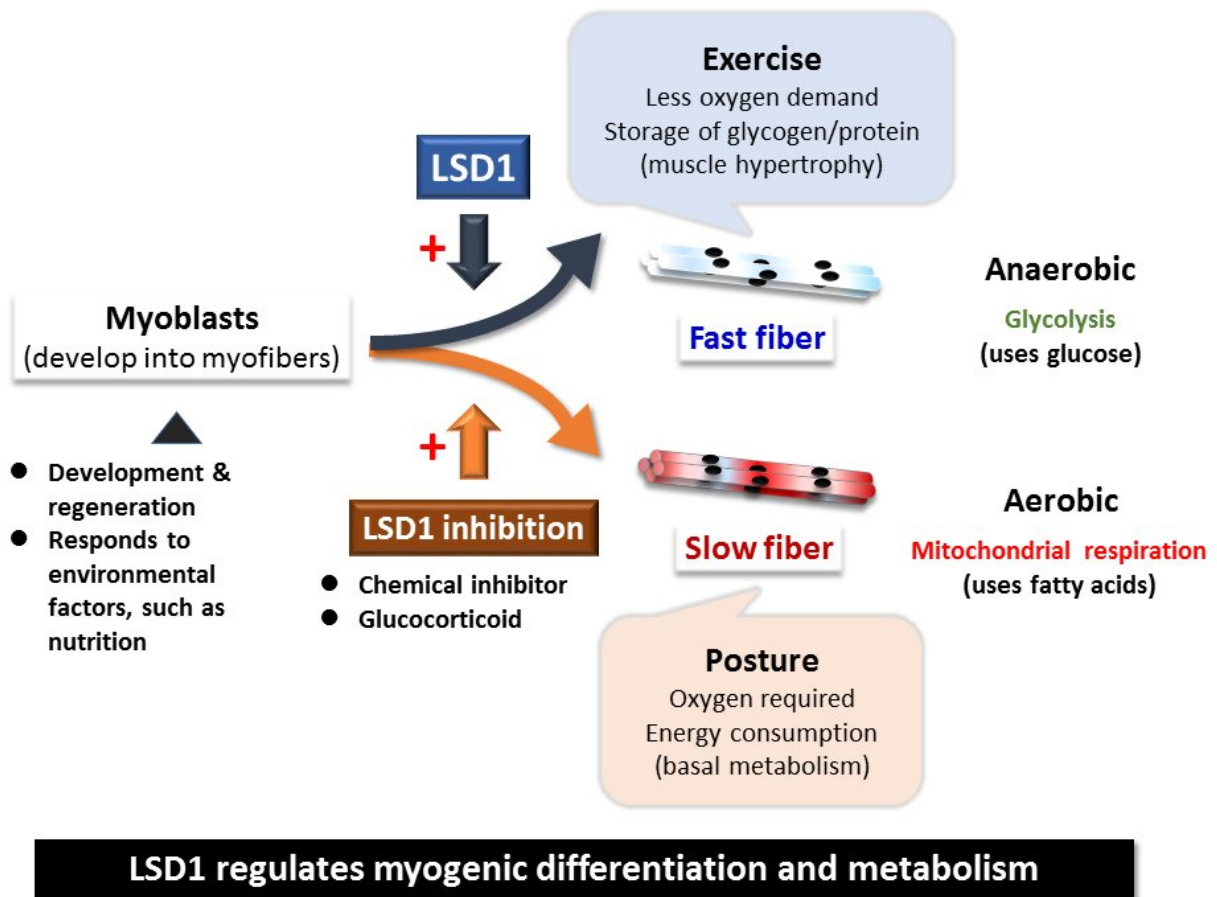 Exercise
Less oxygen demand
Storage of glycogen/protein
(muscle hypertrophy)
LSD1
+
Myoblasts
(develop into myofibers)
Fast fiber
Anaerobic
Glycolysis
(uses glucose)
● Development &
regeneration
● Responds to
environmental
factors, such as
nutrition
+
LSD1 inhibition
● Chemical inhibitor
● Glucocorticoid
Slow fiber
Aerobic
Mitochondrial respiration
(uses fatty acids)
Posture
Oxygen required
Energy consumption
(basal metabolism)
LSD1 regulates myogenic differentiation and metabolism